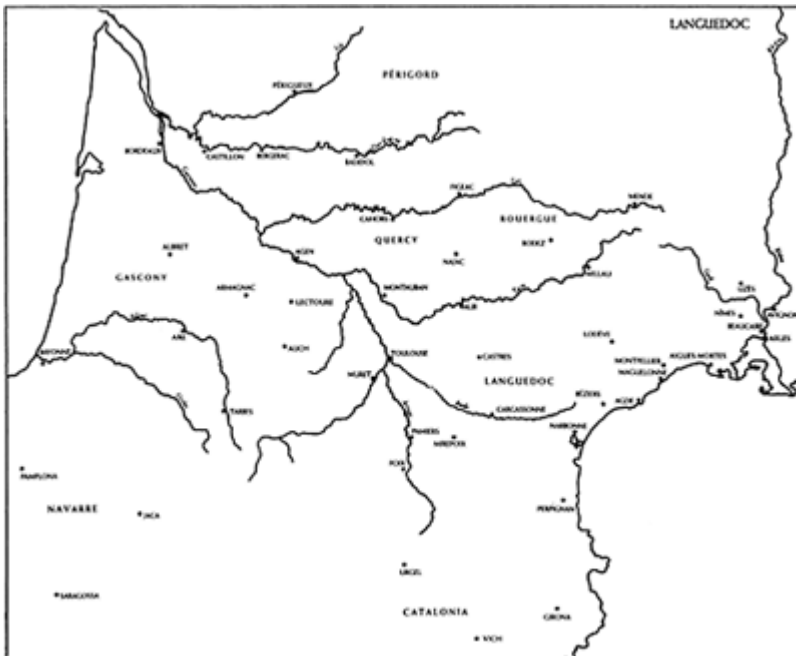 LANGUEDOC
PÉRIGORD
PÉRIGUEUX
BORDEAUX
CASTILLON
BERGERAC
FIGEAC
MENDE
CAHORS
ROUERGUE
QUERCY
RODEZ
ALBRET
AGEN
NAJAC
GASCONY
MILLAU
UZÈS
ARMAGNAC
LECTOURE
MONTAUBAN
ALBI
NÎMES
AVIGNON
BEAUCAIRE
AIRE
LODÈVE
ARLES
AUCH
BAYONNE
TOULOUSE
CASTRES
MONTPELLIER
AIGUES-MORTES
MAGUELONNE
MURET
LANGUEDOC
TARBES
CARCASSONNE
BÉZIERS
AGDE
NARBONNE
PAMIERS
MIREPOIX
PAMPLONA
FOIX
NAVARRE
JACA
PERPIGNAN
URGEL
SARAGOSSA
CATALONIA
GIRONA
VICH